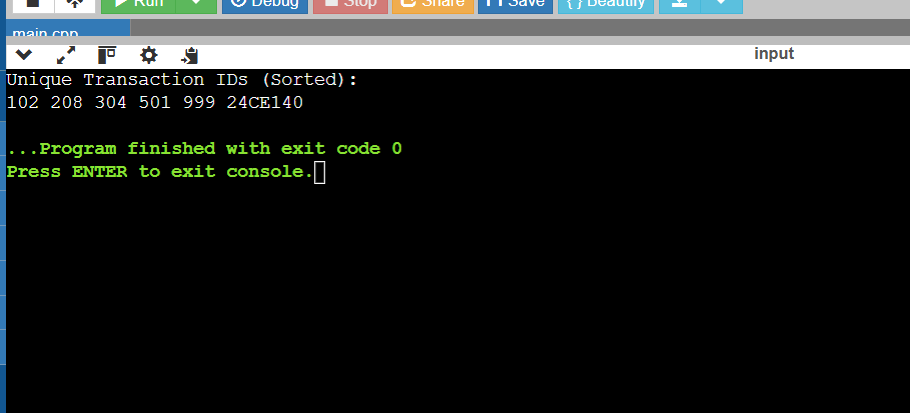 Run Debug Stop Share Save { } Beautify
main.cpp
input
Unique Transaction IDs (Sorted):
102 208 304 501 999 24CE140
...Program finished with exit code 0
Press ENTER to exit console.